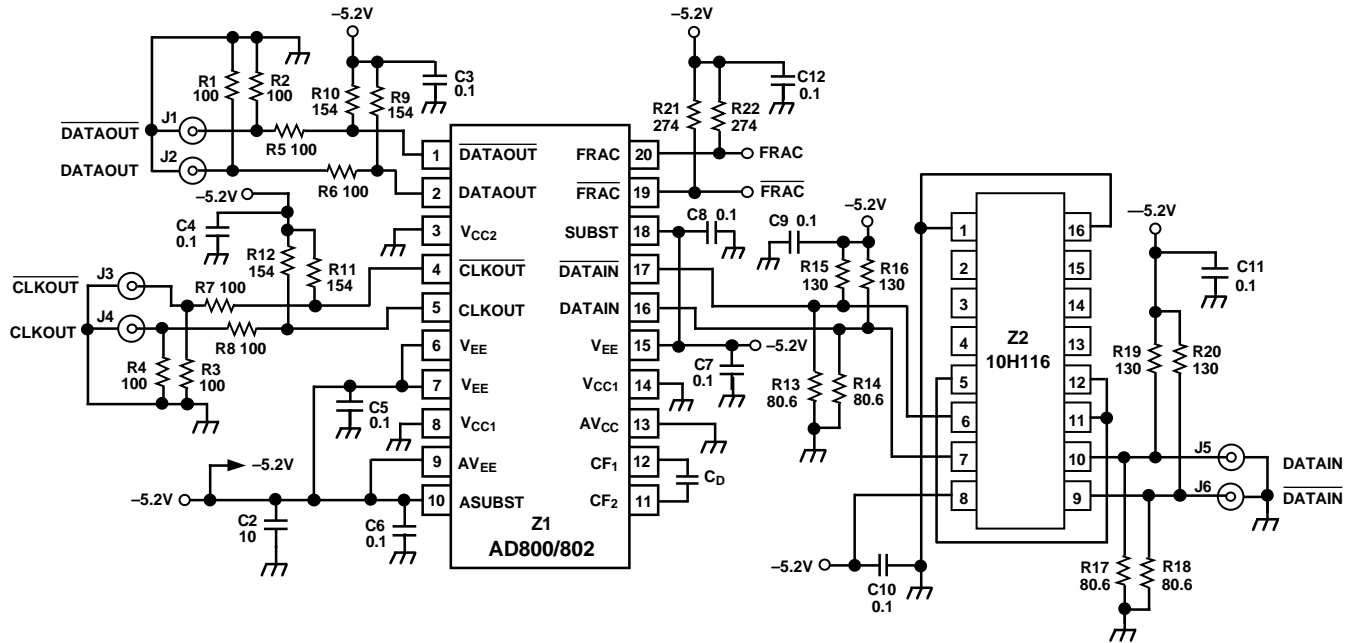 –5.2V
R1
100
R2
100
R10
154
R9
154
C3
0.1
DATAOUT
J1
DATAOUT
J2
R5 100
R6 100
–5.2V
C4
0.1
R12
154
R11
154
CLKOUT
J3
CLKOUT
J4
R7 100
R8 100
R4
100
R3
100
C5
0.1
–5.2V
–5.2V
C2
10
C6
0.1
1 DATAOUT
2 DATAOUT
3 VCC2
4 CLKOUT
5 CLKOUT
6 VEE
7 VEE
8 VCC1
9 AVEE
10 ASUBST
FRAC 20
FRAC 19
SUBST 18
DATAIN 17
DATAIN 16
VEE 15
VCC1 14
AVCC 13
CF1 12
CF2 11
Z1
AD800/802
–5.2V
C12
0.1
R21
274
R22
274
FRAC
FRAC
C8 0.1
C9 0.1
–5.2V
R15
130
R16
130
–5.2V
C7
0.1
R13
80.6
R14
80.6
CD
–5.2V
C10
0.1
1
2
3
4
5
6
7
8
16
15
14
13
12
11
10
9
Z2
10H116
–5.2V
C11
0.1
R19
130
R20
130
J5
DATAIN
J6
DATAIN
R17
80.6
R18
80.6